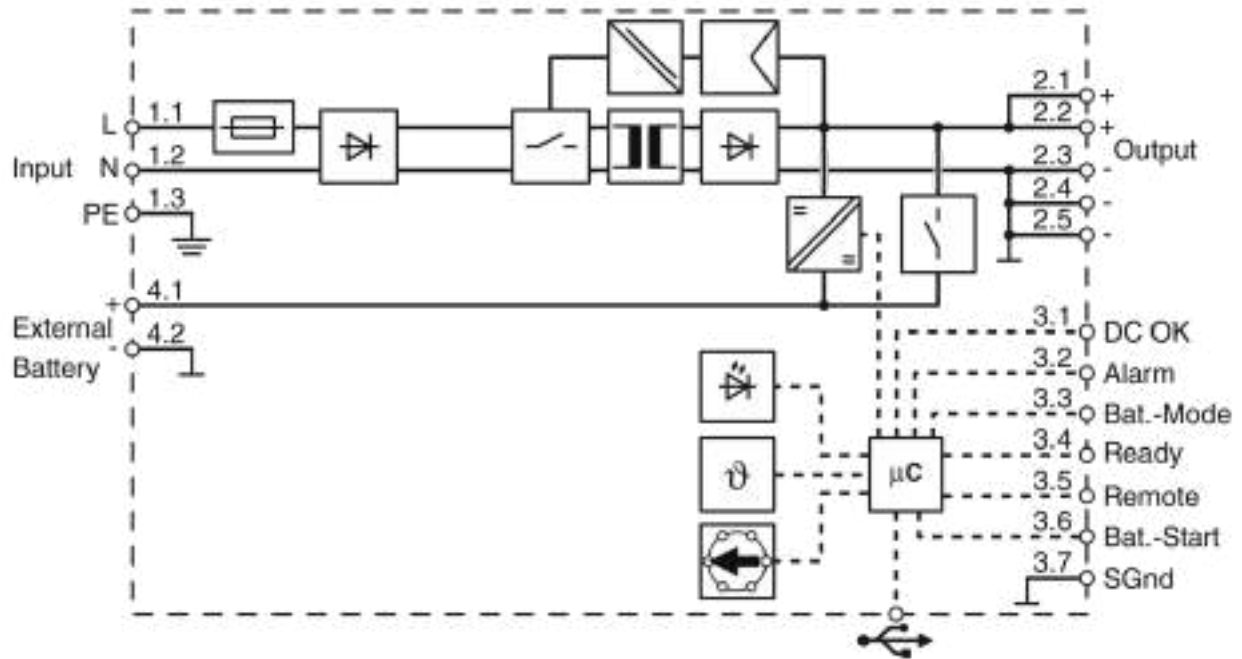 L 1.1
Input N 1.2
PE 1.3
+ 4.1
External
- 4.2
Battery
= =
2.1 +
2.2 +
Output
2.3 -
2.4 -
2.5 -
3.1 DC OK
3.2 Alarm
3.3 Bat.-Mode
3.4 Ready
3.5 Remote
3.6 Bat.-Start
3.7 SGnd
ϑ
µC